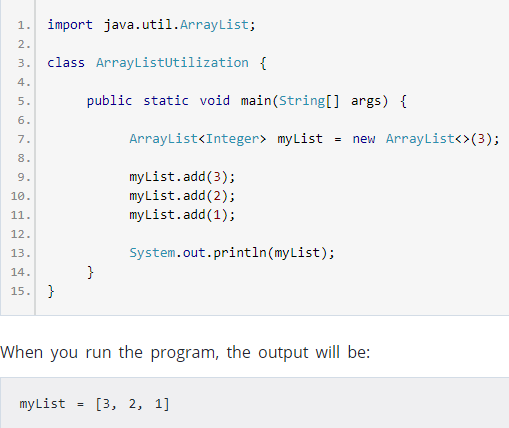 1. import java.util.ArrayList;
2.
3. class ArrayListUtilization {
4.
5. public static void main(String[] args) {
6.
7. ArrayList<Integer> myList = new ArrayList<>(3);
8.
9. myList.add(3);
10. myList.add(2);
11. myList.add(1);
12.
13. System.out.println(myList);
14. }
15. }
When you run the program, the output will be:
myList = [3, 2, 1]